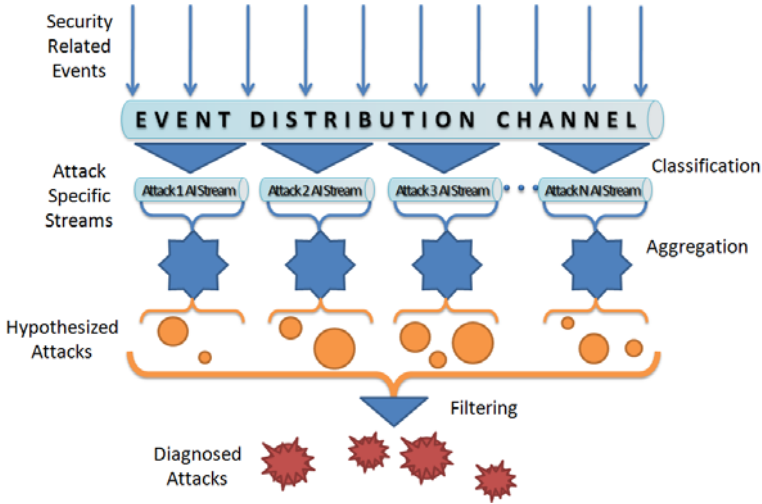 Security
Related
Events
EVENT DISTRIBUTION CHANNEL
Classification
Attack
Specific
Streams
Attack 1 AI Stream
Attack 2 AI Stream
Attack 3 AI Stream
Attack N AI Stream
Aggregation
Hypothesized
Attacks
Filtering
Diagnosed
Attacks